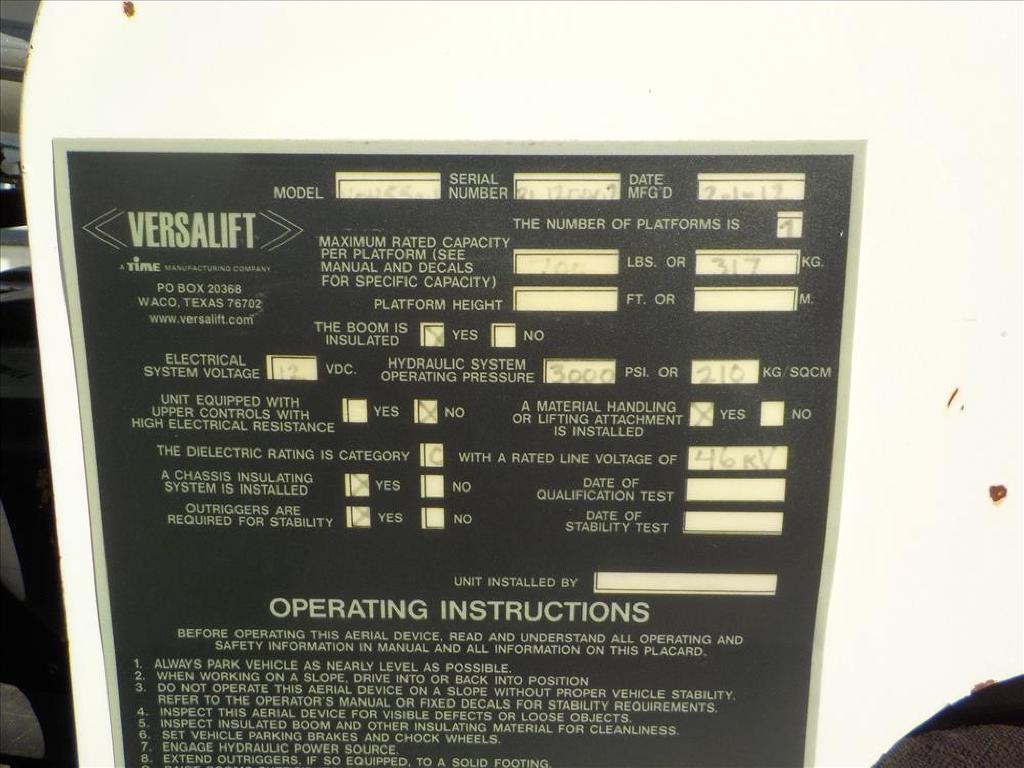 MODEL
SERIAL NUMBER
DATE MFG'D 2-1-12
VERSALIFT
A TIME MANUFACTURING COMPANY
PO BOX 20368
WACO, TEXAS 76702
www.versalift.com
THE NUMBER OF PLATFORMS IS 1
MAXIMUM RATED CAPACITY
PER PLATFORM (SEE
MANUAL AND DECALS
FOR SPECIFIC CAPACITY)
700 LBS. OR 317 KG.
PLATFORM HEIGHT FT. OR M.
THE BOOM IS
INSULATED X YES NO
ELECTRICAL
SYSTEM VOLTAGE 12 VDC.
HYDRAULIC SYSTEM
OPERATING PRESSURE 3000 PSI. OR 210 KG/SQCM
UNIT EQUIPPED WITH
UPPER CONTROLS WITH
HIGH ELECTRICAL RESISTANCE
YES X NO
A MATERIAL HANDLING
OR LIFTING ATTACHMENT
IS INSTALLED
X YES NO
THE DIELECTRIC RATING IS CATEGORY C WITH A RATED LINE VOLTAGE OF 46 KV
A CHASSIS INSULATING
SYSTEM IS INSTALLED X YES NO
DATE OF
QUALIFICATION TEST
OUTRIGGERS ARE
REQUIRED FOR STABILITY X YES NO
DATE OF
STABILITY TEST
UNIT INSTALLED BY
OPERATING INSTRUCTIONS
BEFORE OPERATING THIS AERIAL DEVICE, READ AND UNDERSTAND ALL OPERATING AND
SAFETY INFORMATION IN MANUAL AND ALL INFORMATION ON THIS PLACARD.
1. ALWAYS PARK VEHICLE AS NEARLY LEVEL AS POSSIBLE.
2. WHEN WORKING ON A SLOPE, DRIVE INTO OR BACK INTO POSITION
3. DO NOT OPERATE THIS AERIAL DEVICE ON A SLOPE WITHOUT PROPER VEHICLE STABILITY.
REFER TO THE OPERATOR'S MANUAL OR FIXED DECALS FOR STABILITY REQUIREMENTS.
4. INSPECT THIS AERIAL DEVICE FOR VISIBLE DEFECTS OR LOOSE OBJECTS.
5. INSPECT INSULATED BOOM AND OTHER INSULATING MATERIAL FOR CLEANLINESS.
6. SET VEHICLE PARKING BRAKES AND CHOCK WHEELS.
7. ENGAGE HYDRAULIC POWER SOURCE.
8. EXTEND OUTRIGGERS, IF SO EQUIPPED, TO SOLID FOOTING.